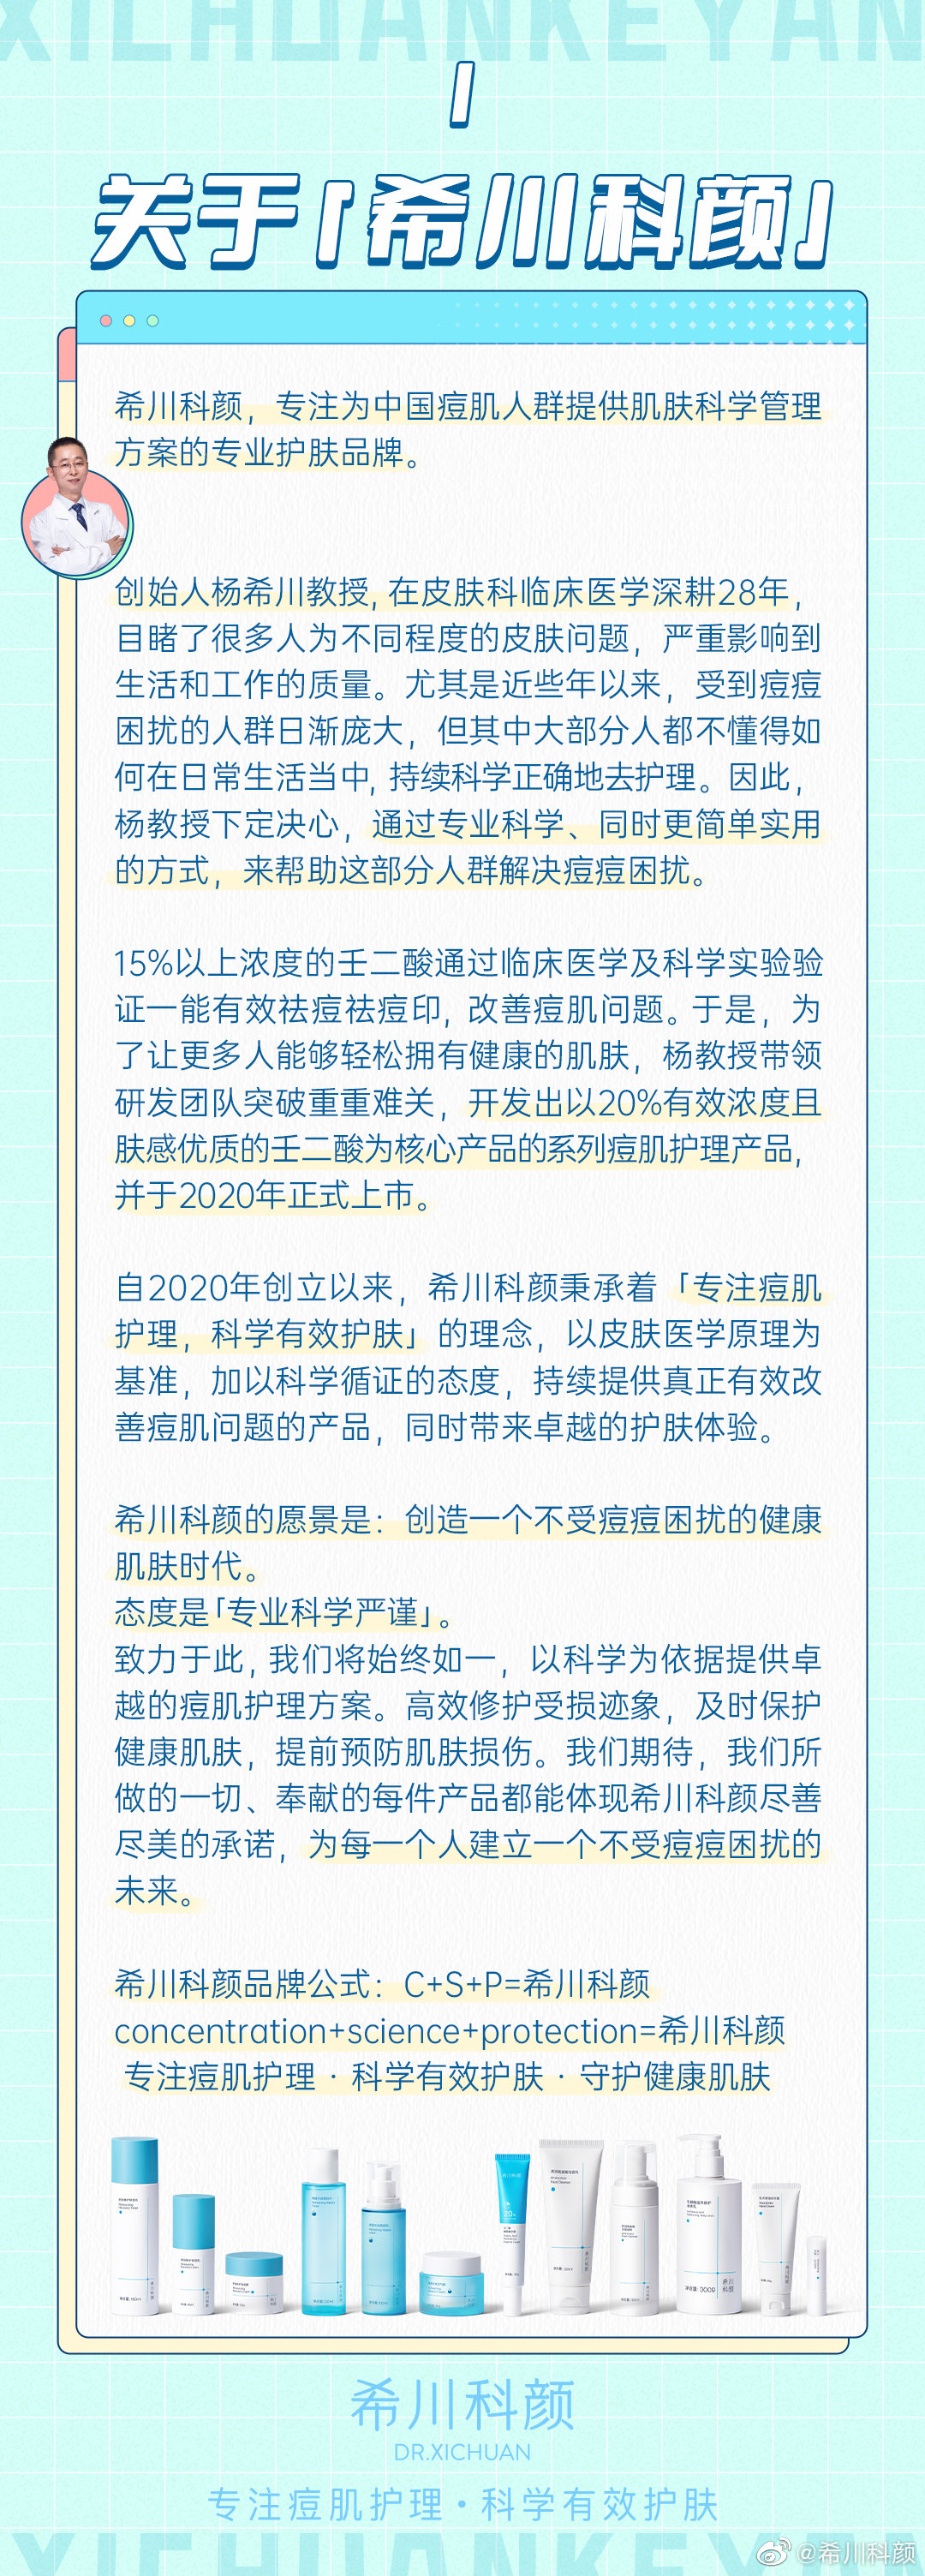 XICHUANKEYAN
1
关于「希川科颜」
希川科颜，专注为中国痘肌人群提供肌肤科学管理
方案的专业护肤品牌。
创始人杨希川教授，在皮肤科临床医学深耕28年，
目睹了很多人为不同程度的皮肤问题，严重影响到
生活和工作的质量。尤其是近些年以来，受到痘痘
困扰的人群日渐庞大，但其中大部分人都不懂得如
何在日常生活当中，持续科学正确地去护理。因此，
杨教授下定决心，通过专业科学、同时更简单实用
的方式，来帮助这部分人群解决痘痘困扰。
15%以上浓度的壬二酸通过临床医学及科学实验验
证一能有效祛痘祛痘印，改善痘肌问题。于是，为
了让更多人能够轻松拥有健康的肌肤，杨教授带领
研发团队突破重重难关，开发出以20%有效浓度且
肤感优质的壬二酸为核心产品的系列痘肌护理产品，
并于2020年正式上市。
自2020年创立以来，希川科颜秉承着「专注痘肌
护理，科学有效护肤」的理念，以皮肤医学原理为
基准，加以科学循证的态度，持续提供真正有效改
善痘肌问题的产品，同时带来卓越的护肤体验。
希川科颜的愿景是：创造一个不受痘痘困扰的健康
肌肤时代。
态度是「专业科学严谨」。
致力于此，我们将始终如一，以科学为依据提供卓
越的痘肌护理方案。高效修护受损迹象，及时保护
健康肌肤，提前预防肌肤损伤。我们期待，我们所
做的一切、奉献的每件产品都能体现希川科颜尽善
尽美的承诺，为每一个人建立一个不受痘痘困扰的
未来。
希川科颜品牌公式：C+S+P=希川科颜
concentration+science+protection=希川科颜
专注痘肌护理·科学有效护肤·守护健康肌肤
希川科颜
DR.XICHUAN
专注痘肌护理·科学有效护肤
XICHUANKEYAN
@希川科颜